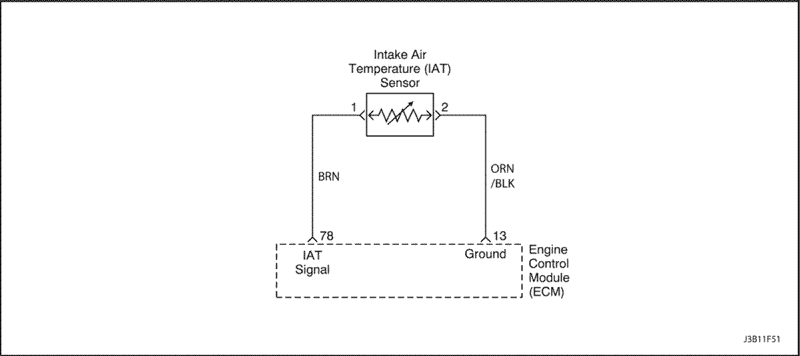 Intake Air
Temperature (IAT)
Sensor
1
2
BRN
ORN
/BLK
78
13
IAT
Signal
Ground
Engine
Control
Module
(ECM)
J3B11F51